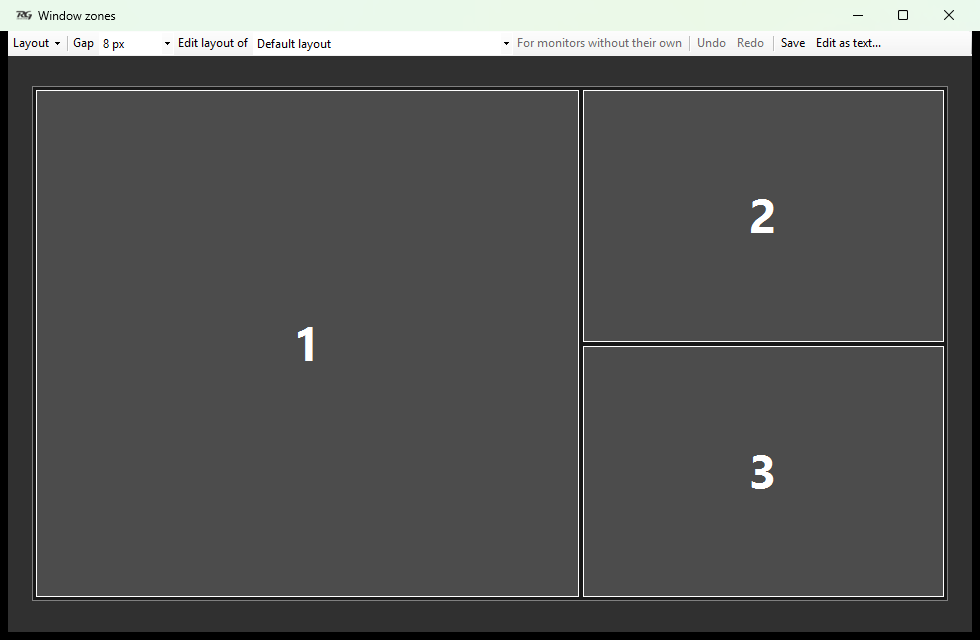 RG Window zones
Layout Gap 8 px Edit layout of Default layout For monitors without their own Undo Redo Save Edit as text...
1
2
3